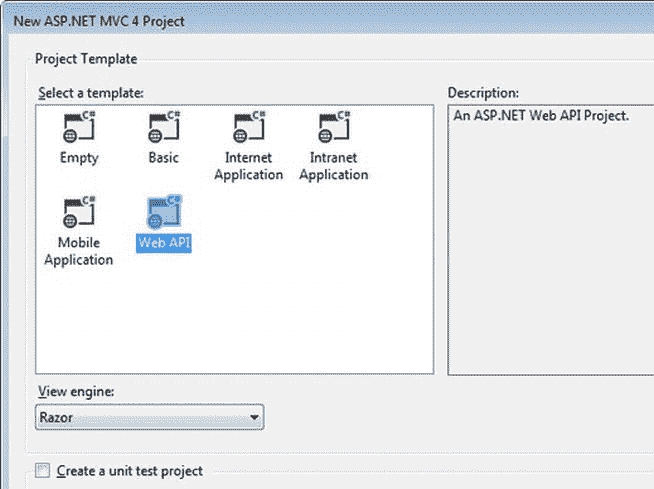 New ASP.NET MVC 4 Project
Project Template
Select a template:
Description:
C# C# C# C#
Empty Basic Internet Application Intranet Application
An ASP.NET Web API Project.
C# C#
Mobile Application Web API
View engine:
Razor
Create a unit test project